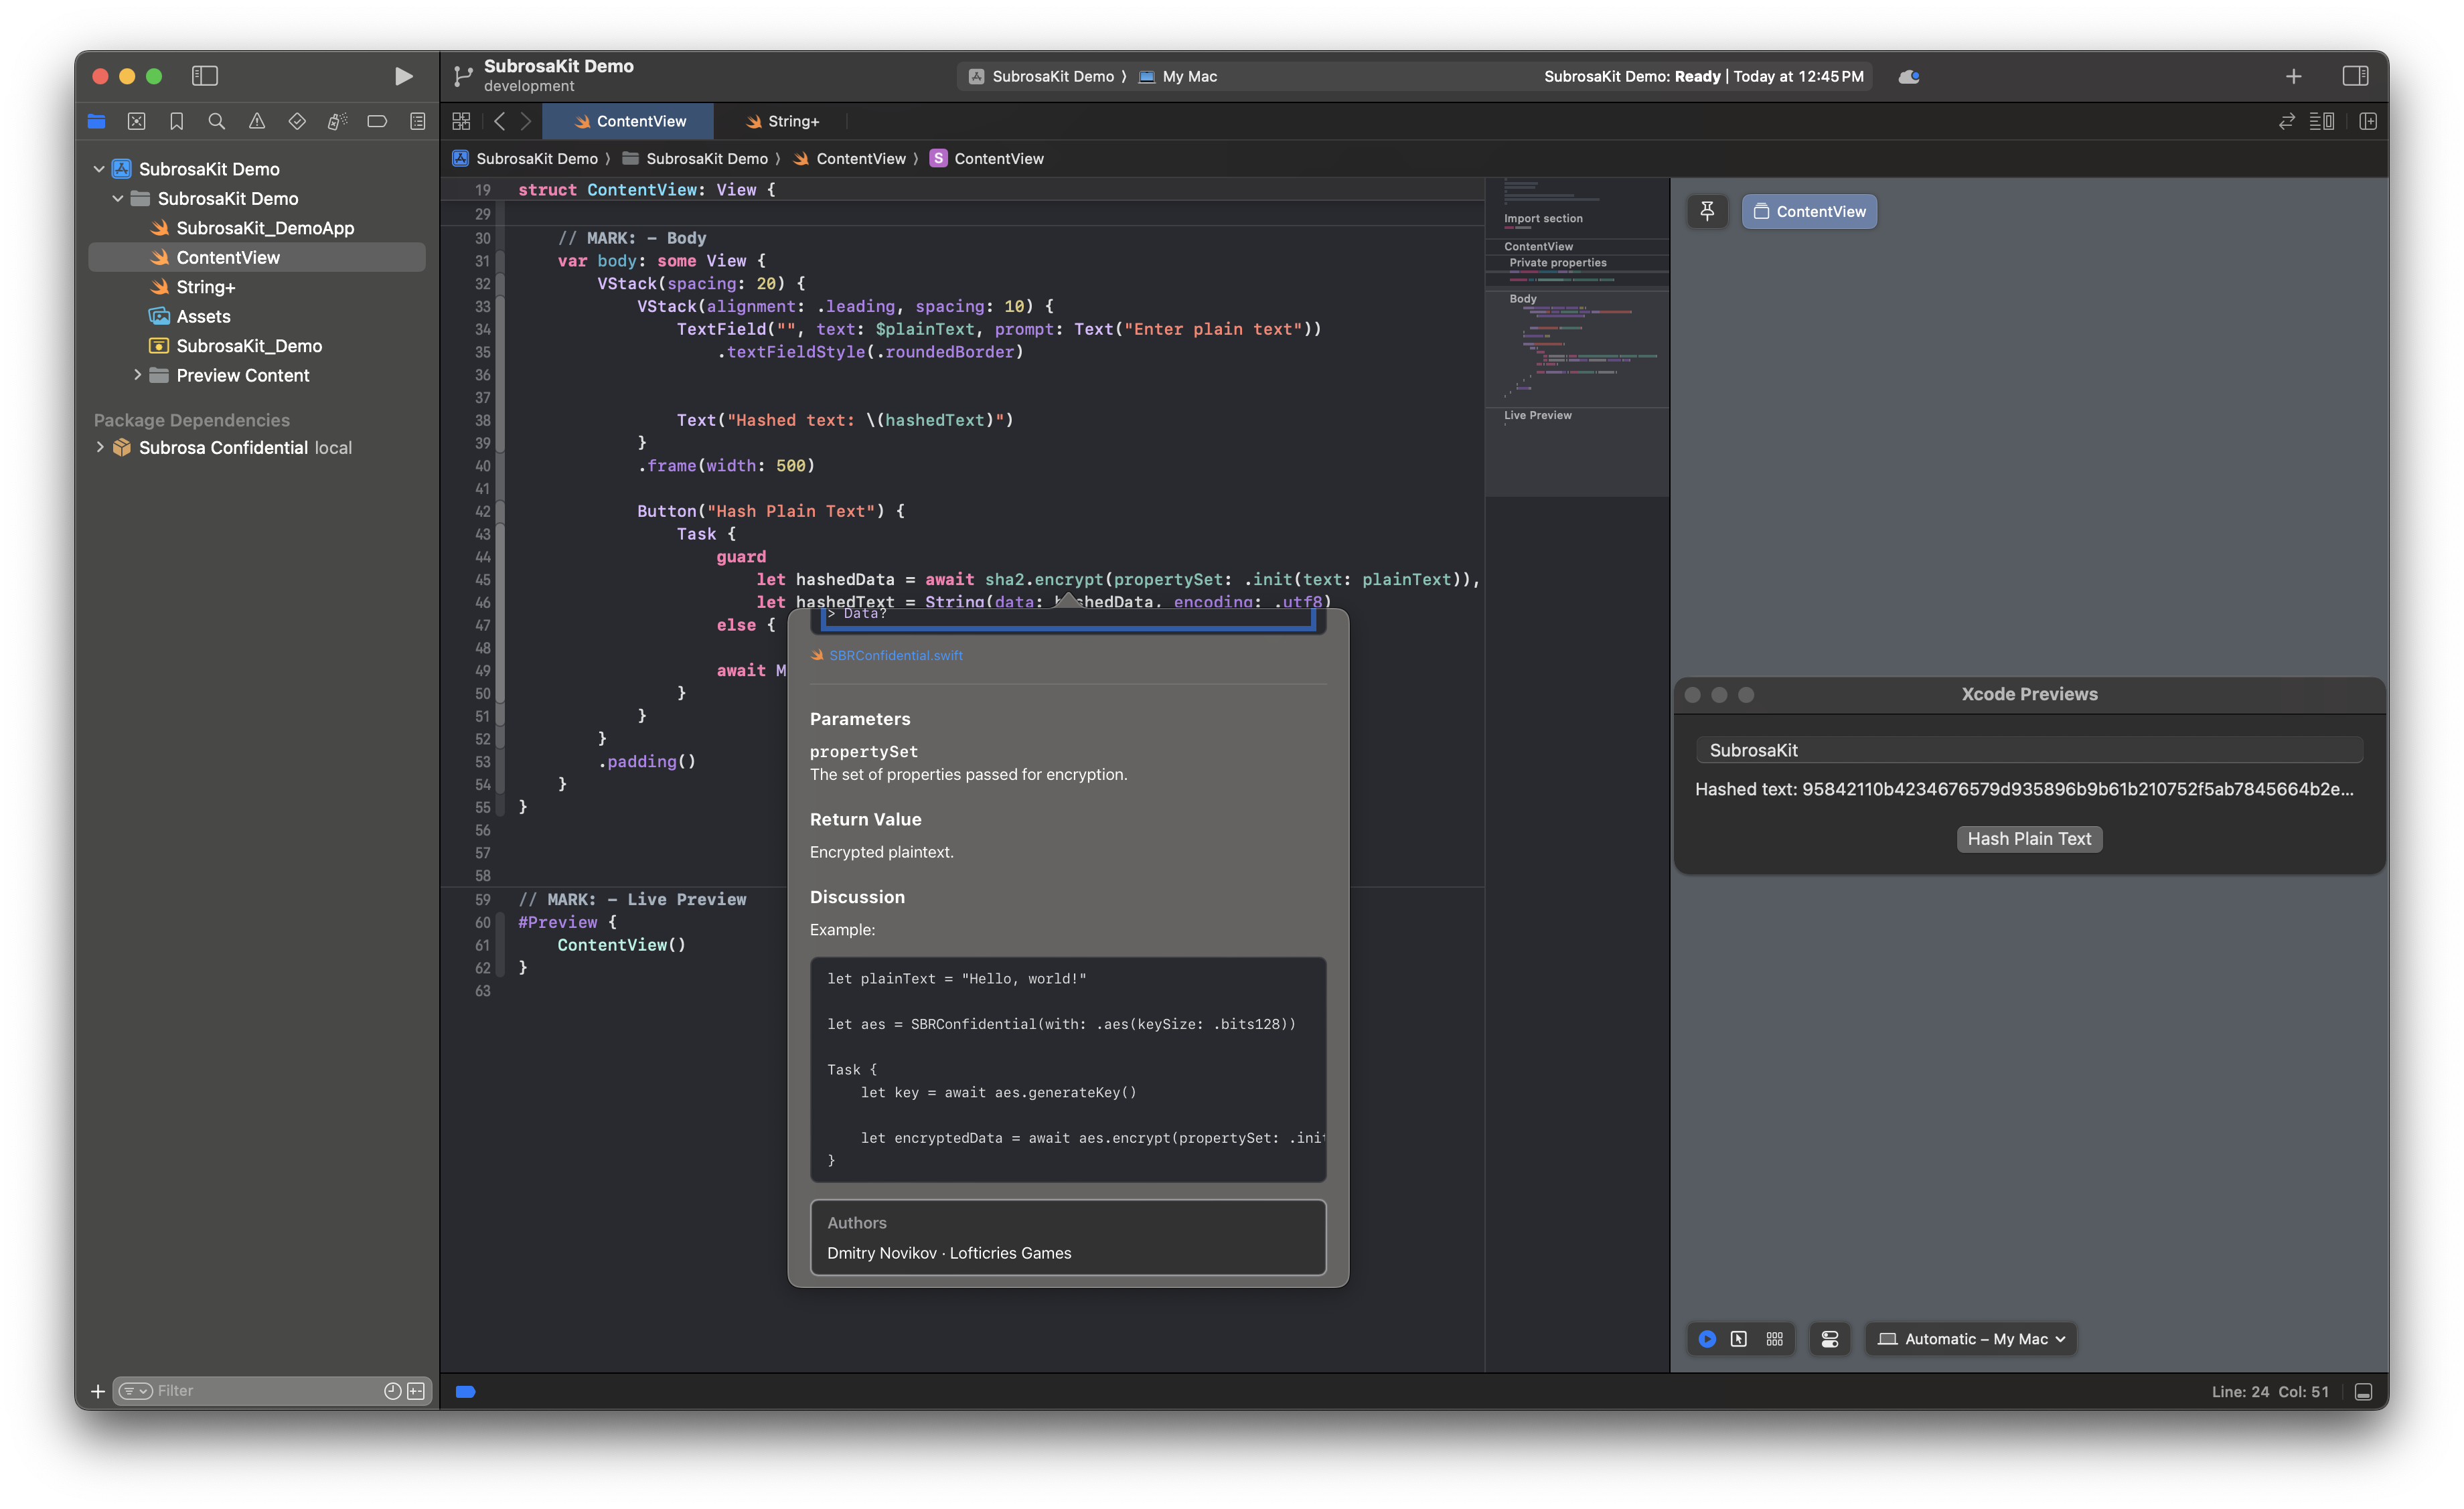 SubrosaKit Demo
development
SubrosaKit Demo ⟩ My Mac
SubrosaKit Demo: Ready | Today at 12:45 PM
ContentView
String+
SubrosaKit Demo ⟩ SubrosaKit Demo ⟩ ContentView ⟩ S ContentView
SubrosaKit Demo
SubrosaKit Demo
SubrosaKit_DemoApp
ContentView
String+
Assets
SubrosaKit_Demo
Preview Content
Package Dependencies
Subrosa Confidential local
Filter
19 struct ContentView: View {
29
30 // MARK: - Body
31 var body: some View {
32 VStack(spacing: 20) {
33 VStack(alignment: .leading, spacing: 10) {
34 TextField("", text: $plainText, prompt: Text("Enter plain text"))
35 .textFieldStyle(.roundedBorder)
36
37
38 Text("Hashed text: \(hashedText)")
39 }
40 .frame(width: 500)
41
42 Button("Hash Plain Text") {
43 Task {
44 guard
45 let hashedData = await sha2.encrypt(propertySet: .init(text: plainText)),
46 let hashedText = String(data: hashedData, encoding: .utf8)
47 else {
48
49 await M
50 }
51 }
52 }
53 .padding()
54 }
55 }
56
57
58
59 // MARK: - Live Preview
60 #Preview {
61 ContentView()
62 }
63
> Data?
SBRConfidential.swift
Parameters
propertySet
The set of properties passed for encryption.
Return Value
Encrypted plaintext.
Discussion
Example:
let plainText = "Hello, world!"
let aes = SBRConfidential(with: .aes(keySize: .bits128))
Task {
let key = await aes.generateKey()
let encryptedData = await aes.encrypt(propertySet: .init
}
Authors
Dmitry Novikov · Lofticries Games
Import section
ContentView
Private properties
Body
Live Preview
ContentView
Xcode Previews
SubrosaKit
Hashed text: 95842110b4234676579d935896b9b61b210752f5ab7845664b2e...
Hash Plain Text
Automatic – My Mac
Line: 24 Col: 51